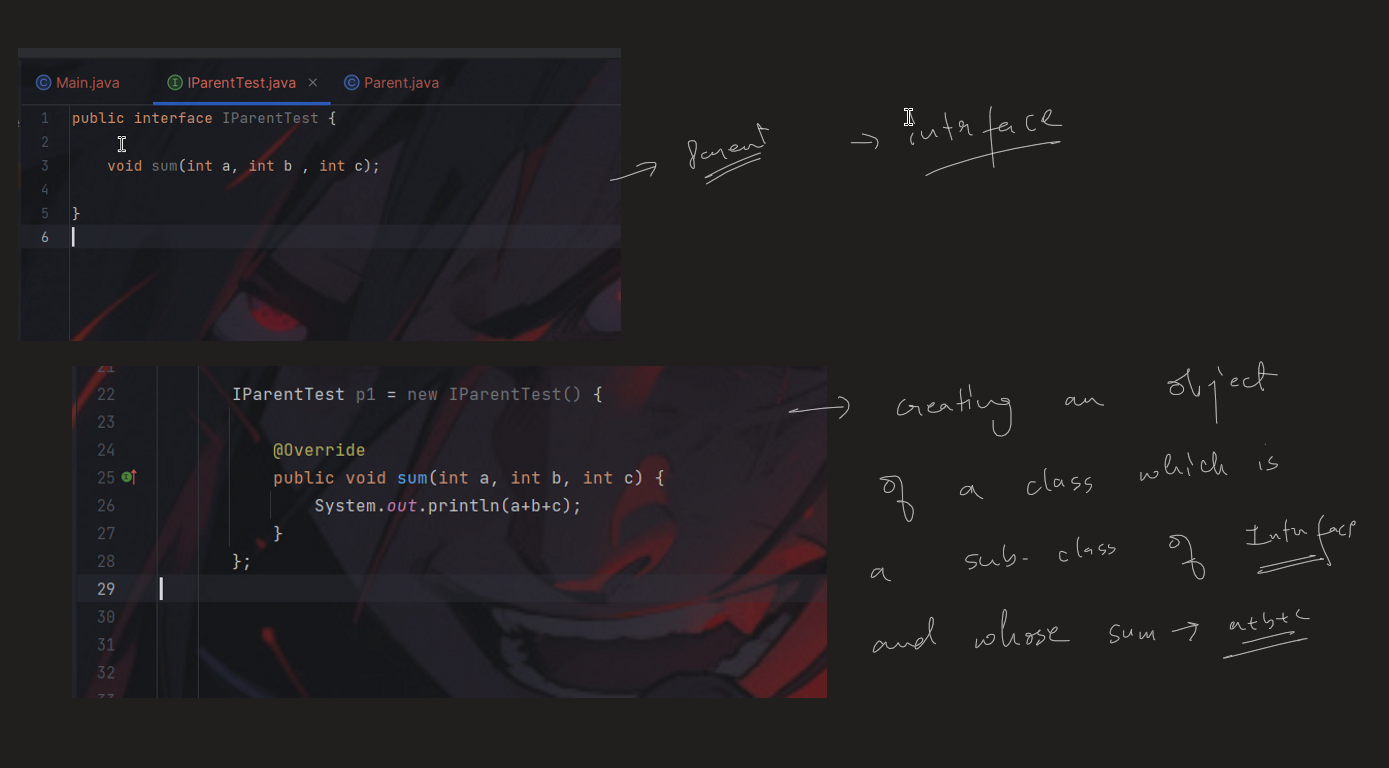 Main.java IParentTest.java × Parent.java
1 public interface IParentTest {
2
3 void sum(int a, int b , int c);
4
5 }
6
→ Parent → interface
21
22 IParentTest p1 = new IParentTest() {
23
24 @Override
25 public void sum(int a, int b, int c) {
26 System.out.println(a+b+c);
27 }
28 };
29
30
31
32
33
→ creating an object
of a class which is
a sub-class of Interface
and whose sum → a+b+c